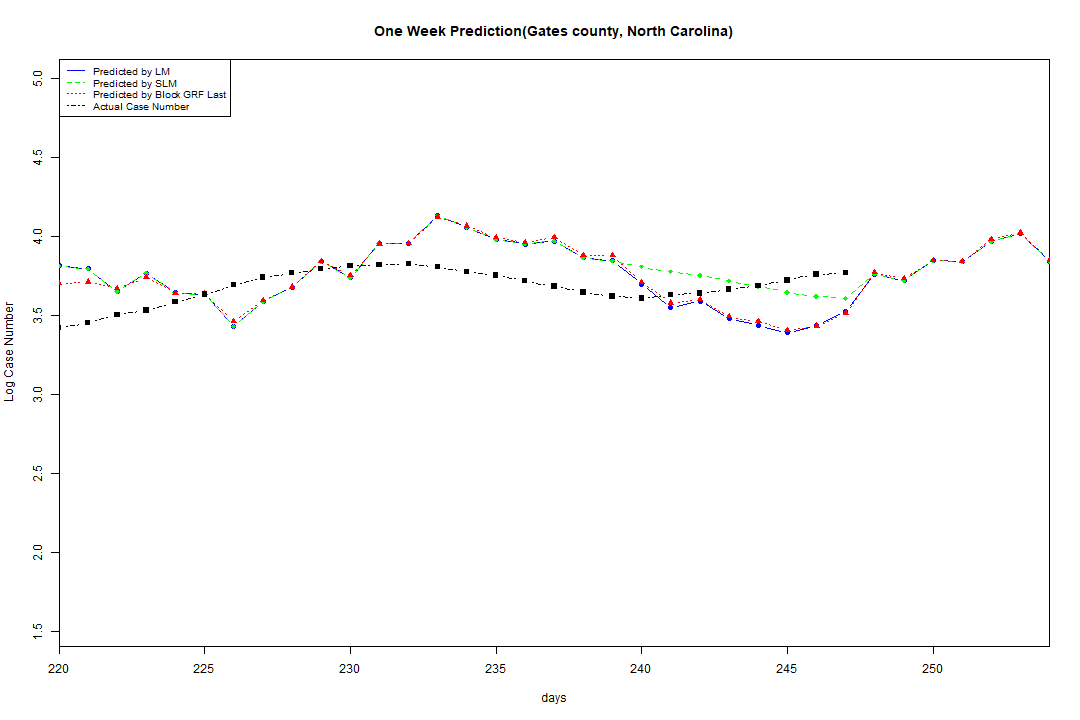 One Week Prediction(Gates county, North Carolina)
Predicted by LM
Predicted by SLM
Predicted by Block GRF Last
Actual Case Number
Log Case Number
5.0
4.5
4.0
3.5
3.0
2.5
2.0
1.5
220 225 230 235 240 245 250
days